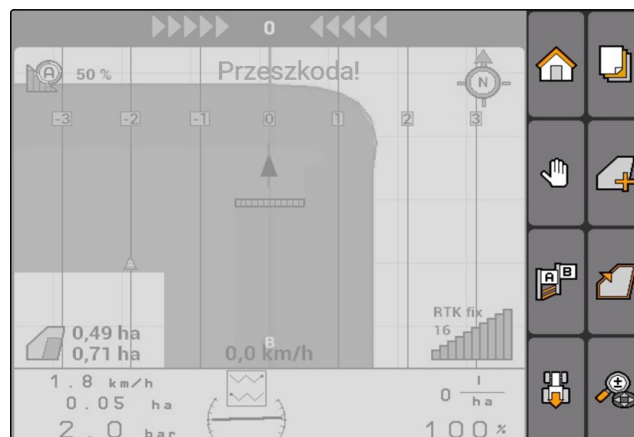 0
A 50 %
Przeszkoda!
N
-3 -2 -1 0 1 2 3
A B
RTK fix
16
0,49 ha
0,71 ha
B
0,0 km/h
1.8 km/h
0.05 ha
2.0 bar
0 l/ha
100%